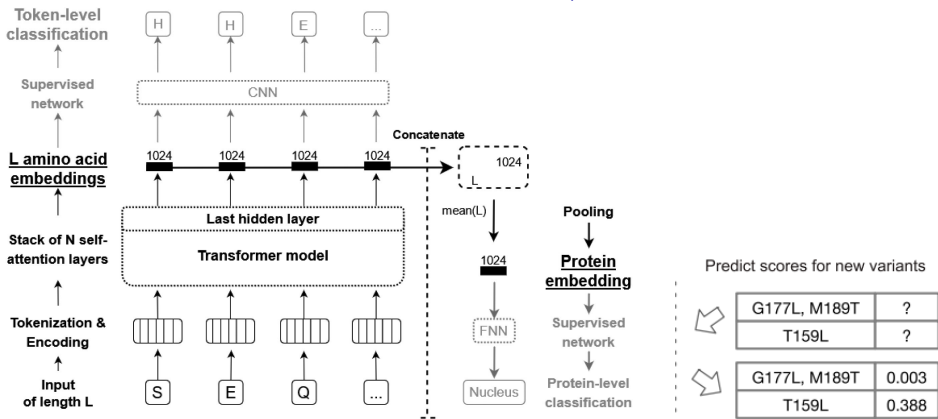 Token-level
classification
H H E ...
Supervised
network
CNN
L amino acid
embeddings
1024 1024 1024 1024
Concatenate
1024
L
Stack of N self-
attention layers
Last hidden layer
Transformer model
mean(L)
Pooling
1024
Protein
embedding
Tokenization &
Encoding
FNN
Supervised
network
Input
of length L
S E Q ...
Nucleus
Protein-level
classification
Predict scores for new variants
G177L, M189T ?
T159L ?
G177L, M189T 0.003
T159L 0.388